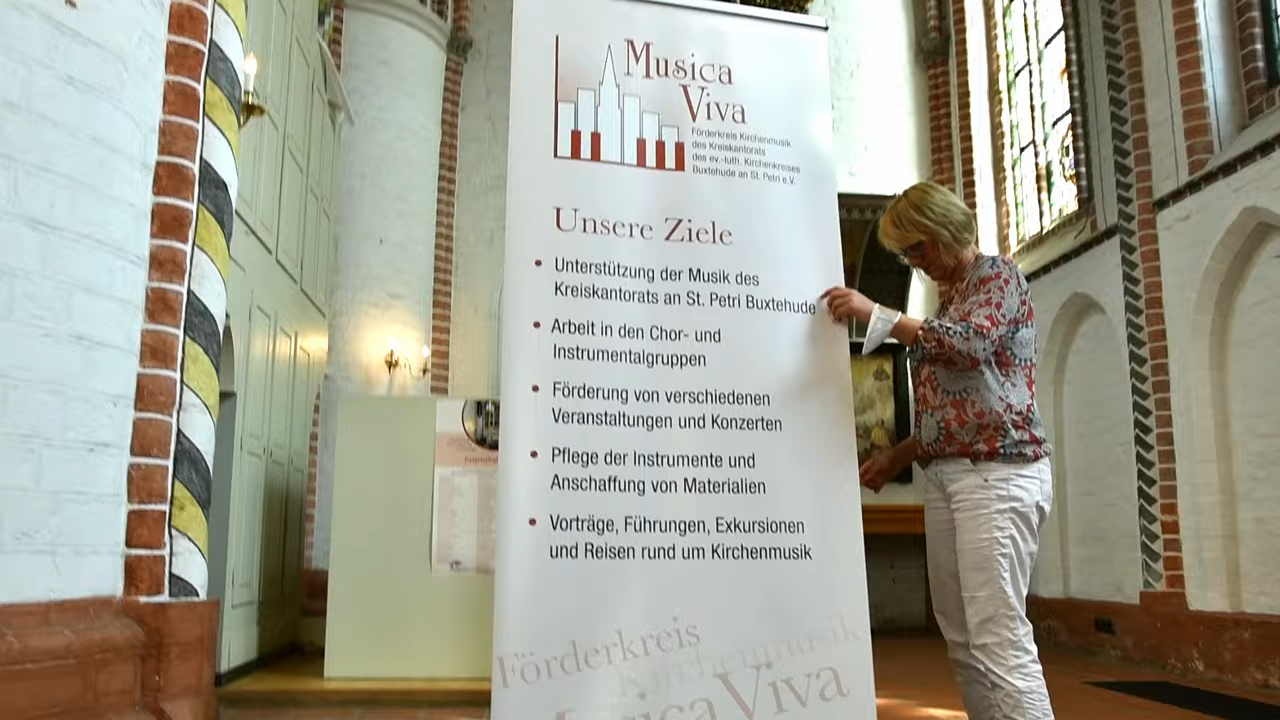 Musica
Viva
Förderkreis Kirchenmusik
des Kreiskantorats
des ev.-luth. Kirchenkreises
Buxtehude an St. Petri e.V.
Unsere Ziele
• Unterstützung der Musik des
Kreiskantorats an St. Petri Buxtehude
• Arbeit in den Chor- und
Instrumentalgruppen
• Förderung von verschiedenen
Veranstaltungen und Konzerten
• Pflege der Instrumente und
Anschaffung von Materialien
• Vorträge, Führungen, Exkursionen
und Reisen rund um Kirchenmusik
Förderkreis
Kirchenmusik
Musica Viva